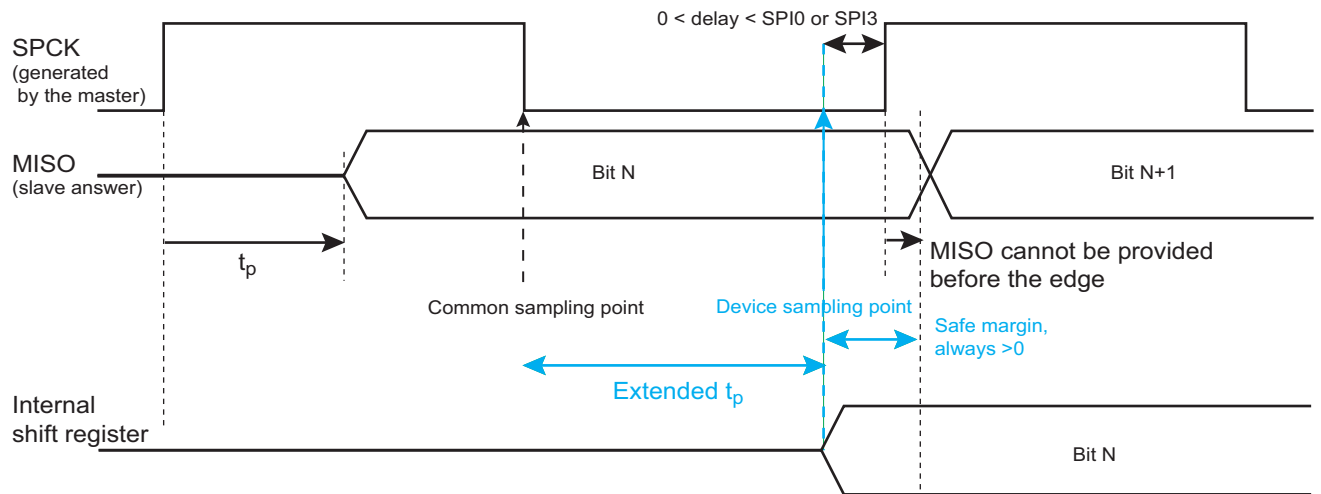 0 < delay < SPI0 or SPI3
SPCK
(generated
by the master)
MISO
(slave answer)
Bit N
Bit N+1
tp
MISO cannot be provided
before the edge
Common sampling point
Device sampling point
Safe margin,
always >0
Extended tp
Internal
shift register
Bit N